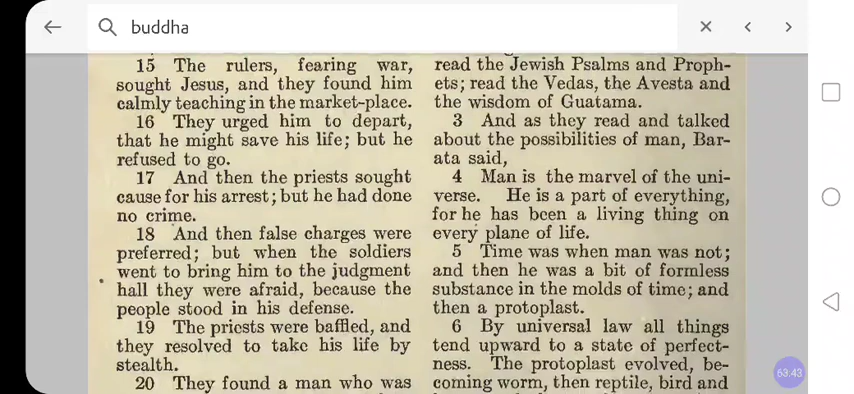 buddha
15 The rulers, fearing war,
sought Jesus, and they found him
calmly teaching in the market-place.
16 They urged him to depart,
that he might save his life; but he
refused to go.
17 And then the priests sought
cause for his arrest; but he had done
no crime.
18 And then false charges were
preferred; but when the soldiers
went to bring him to the judgment
hall they were afraid, because the
people stood in his defense.
19 The priests were baffled, and
they resolved to take his life by
stealth.
20 They found a man who was
read the Jewish Psalms and Proph-
ets; read the Vedas, the Avesta and
the wisdom of Guatama.
3 And as they read and talked
about the possibilities of man, Bar-
ata said,
4 Man is the marvel of the uni-
verse. He is a part of everything,
for he has been a living thing on
every plane of life.
5 Time was when man was not;
and then he was a bit of formless
substance in the molds of time; and
then a protoplast.
6 By universal law all things
tend upward to a state of perfect-
ness. The protoplast evolved, be-
coming worm, then reptile, bird and
63:43